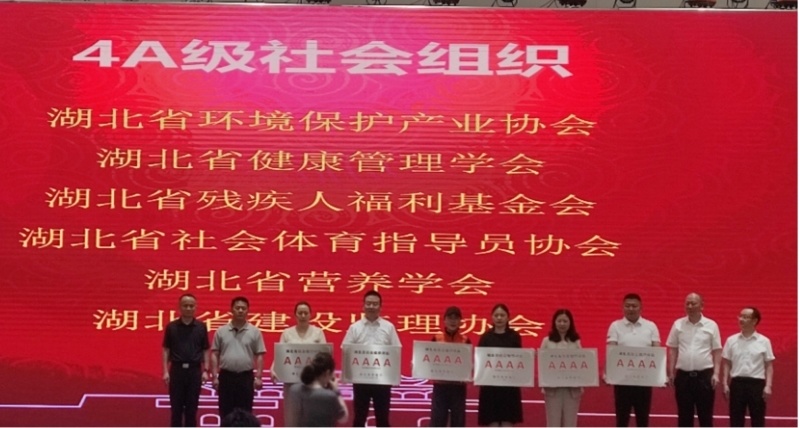 4A级社会组织
湖北省环境保护产业协会
湖北省健康管理学会
湖北省残疾人福利基金会
湖北省社会体育指导员协会
湖北省营养学会
湖北省建设监理协会
AAAA
AAAA
AAAA
AAAA
AAAA
AAAA